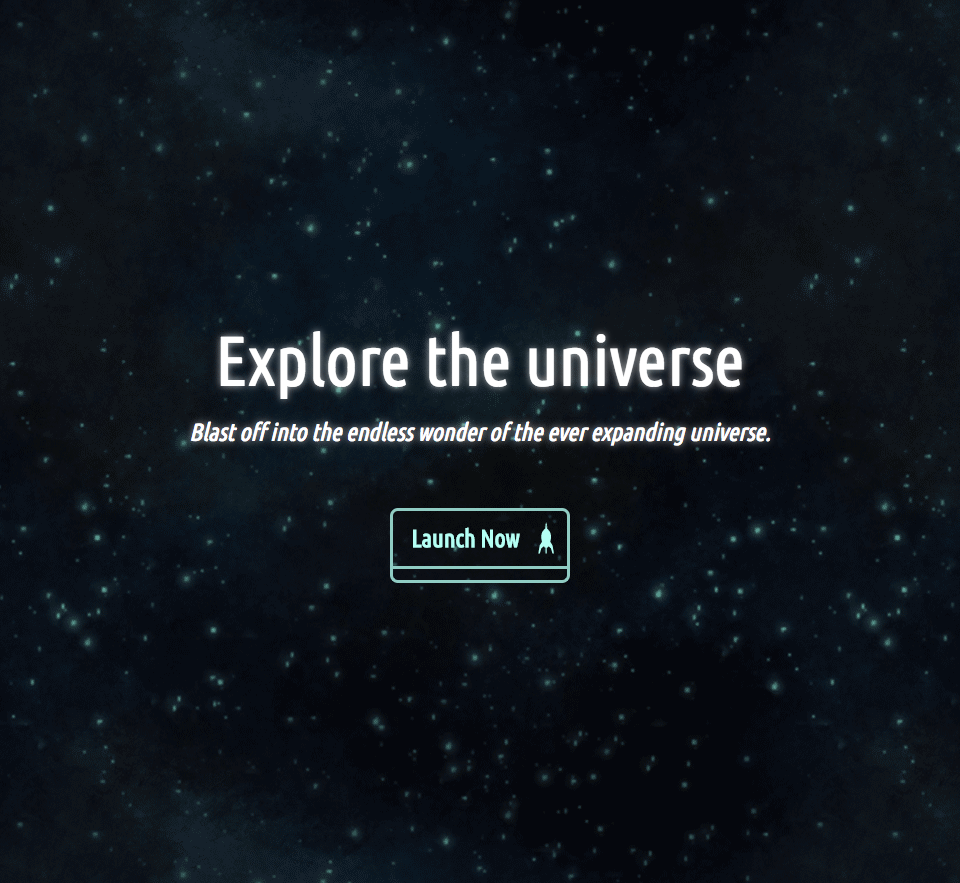 Explore the universe
Blast off into the endless wonder of the ever expanding universe.
Launch Now